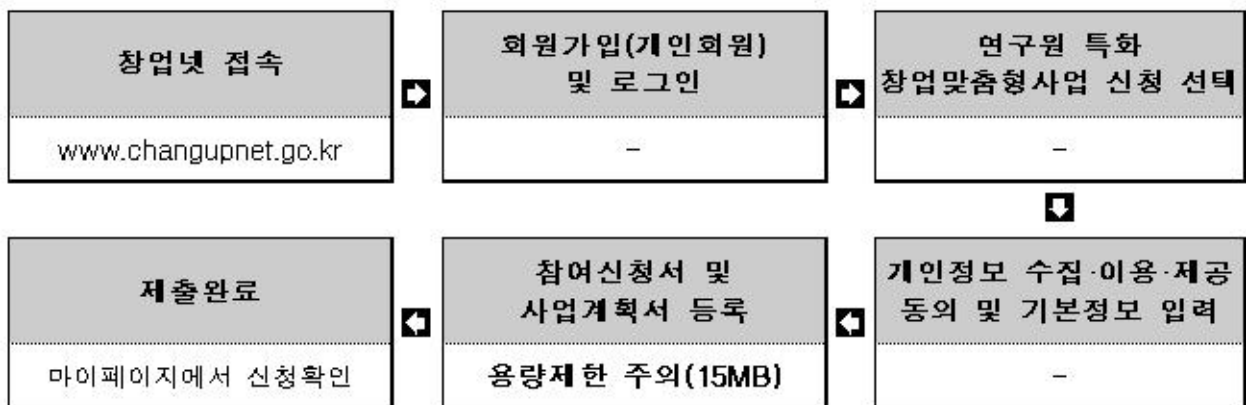 창업넷 접속
www.changupnet.go.kr
회원가입(개인회원)
및 로그인
-
연구원 특화
창업맞춤형사업 신청 선택
-
개인정보 수집·이용·제공
동의 및 기본정보 입력
-
참여신청서 및
사업계획서 등록
용량제한 주의(15MB)
제출완료
마이페이지에서 신청확인